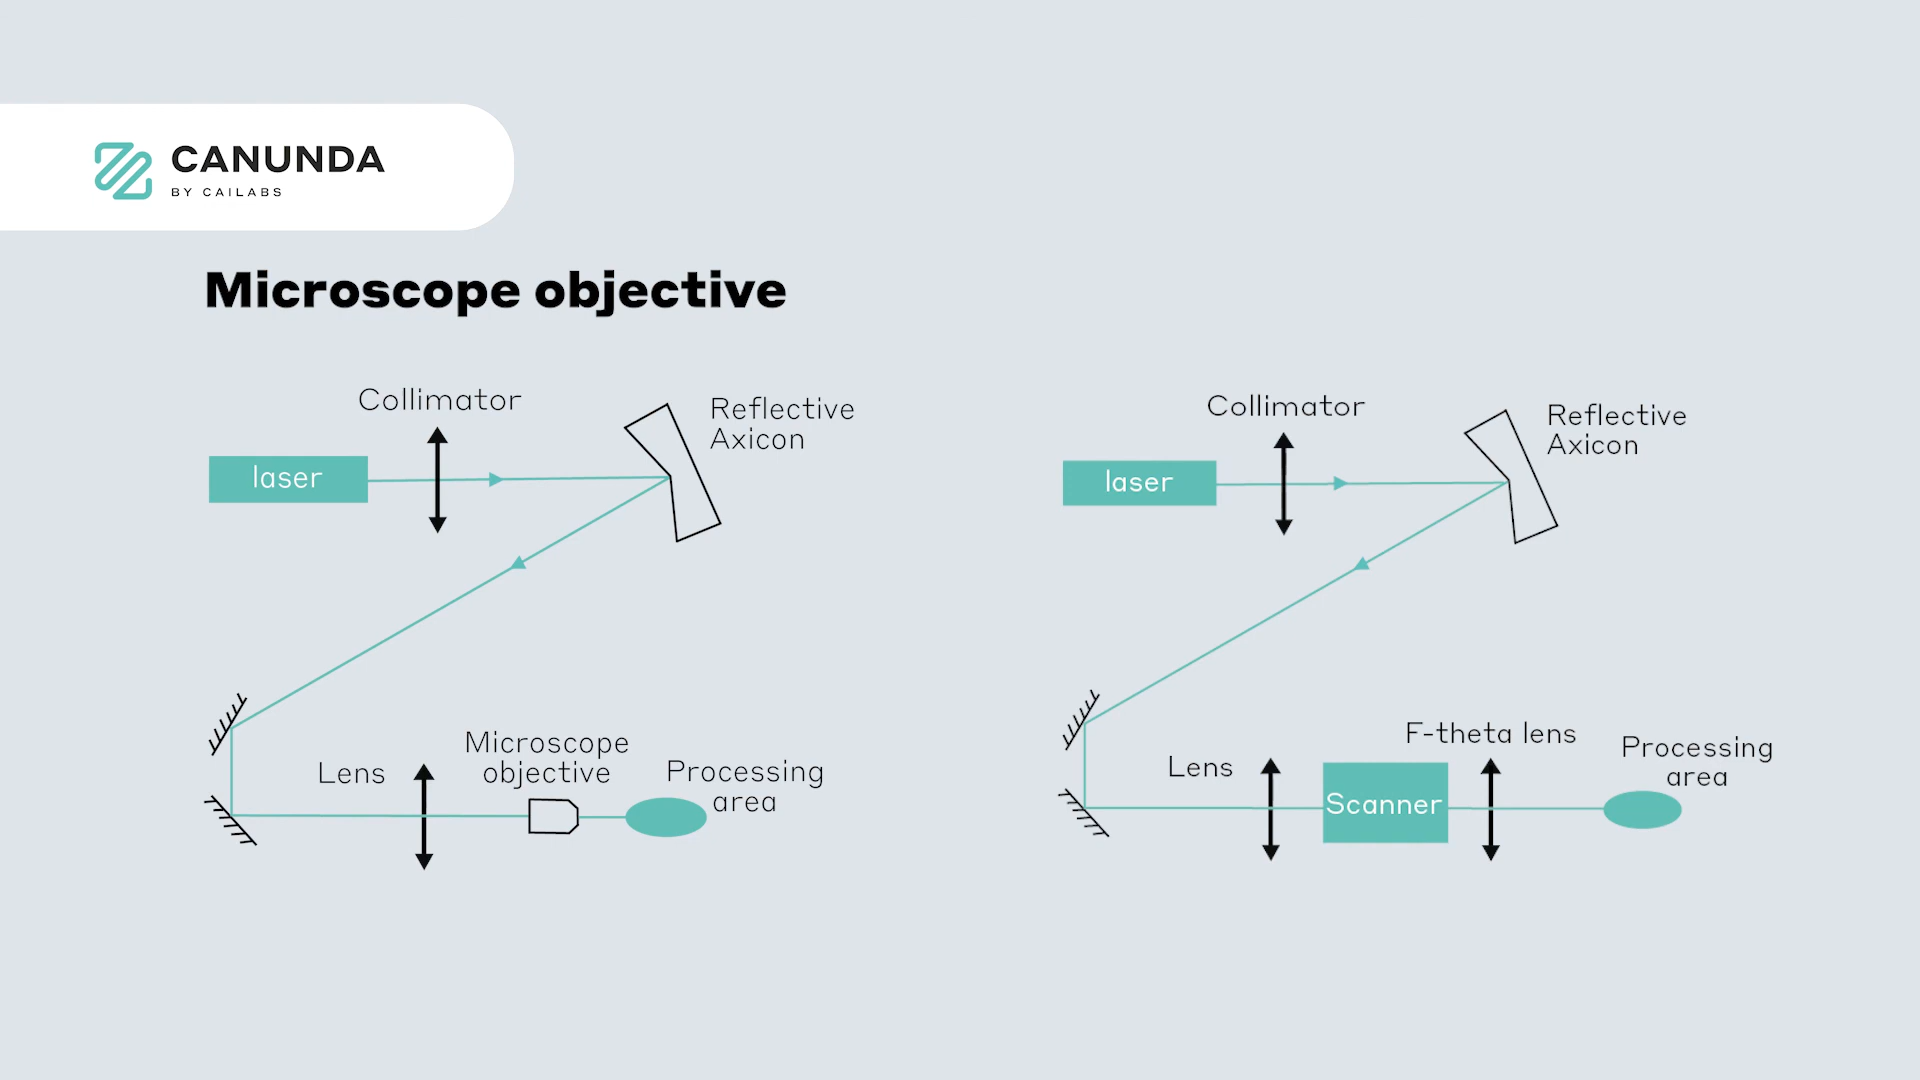 CANUNDA
BY CAILABS
Microscope objective
Collimator
Reflective
Axicon
laser
Microscope
objective
Lens
Processing
area
Collimator
Reflective
Axicon
laser
F-theta lens
Processing
area
Lens
Scanner